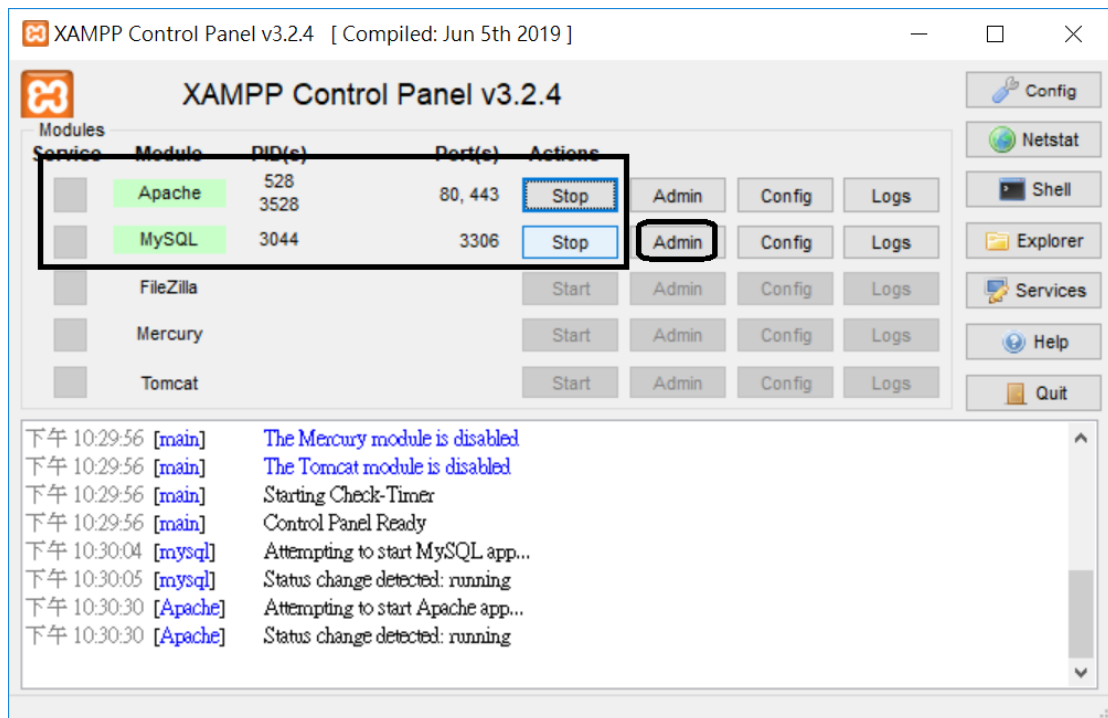 XAMPP Control Panel v3.2.4 [ Compiled: Jun 5th 2019 ]
XAMPP Control Panel v3.2.4
Config
Modules
Service Module PID(s) Port(s) Actions
Netstat
Apache 528 3528 80, 443 Stop Admin Config Logs
Shell
MySQL 3044 3306 Stop Admin Config Logs
Explorer
FileZilla Start Admin Config Logs
Services
Mercury Start Admin Config Logs
Help
Tomcat Start Admin Config Logs
Quit
下午 10:29:56 [main] The Mercury module is disabled
下午 10:29:56 [main] The Tomcat module is disabled
下午 10:29:56 [main] Starting Check-Timer
下午 10:29:56 [main] Control Panel Ready
下午 10:30:04 [mysql] Attempting to start MySQL app...
下午 10:30:05 [mysql] Status change detected: running
下午 10:30:30 [Apache] Attempting to start Apache app...
下午 10:30:30 [Apache] Status change detected: running